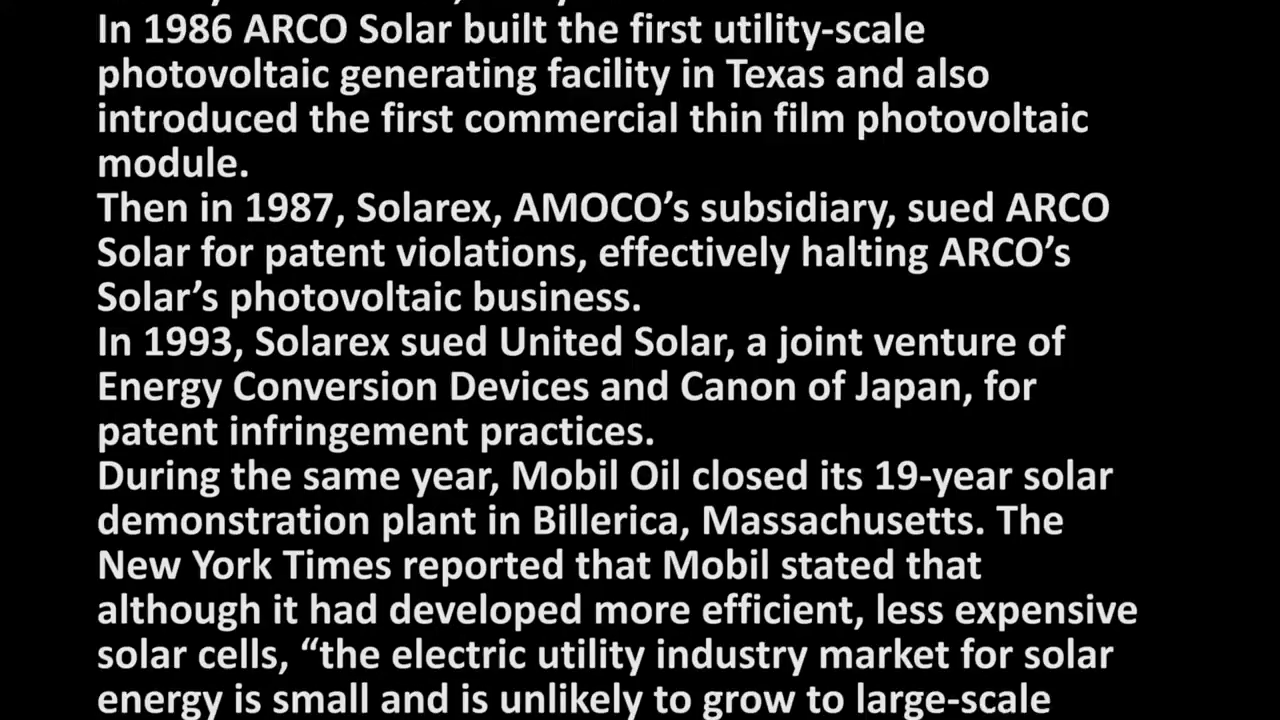 In 1986 ARCO Solar built the first utility-scale
photovoltaic generating facility in Texas and also
introduced the first commercial thin film photovoltaic
module.
Then in 1987, Solarex, AMOCO’s subsidiary, sued ARCO
Solar for patent violations, effectively halting ARCO’s
Solar’s photovoltaic business.
In 1993, Solarex sued United Solar, a joint venture of
Energy Conversion Devices and Canon of Japan, for
patent infringement practices.
During the same year, Mobil Oil closed its 19-year solar
demonstration plant in Billerica, Massachusetts. The
New York Times reported that Mobil stated that
although it had developed more efficient, less expensive
solar cells, “the electric utility industry market for solar
energy is small and is unlikely to grow to large-scale